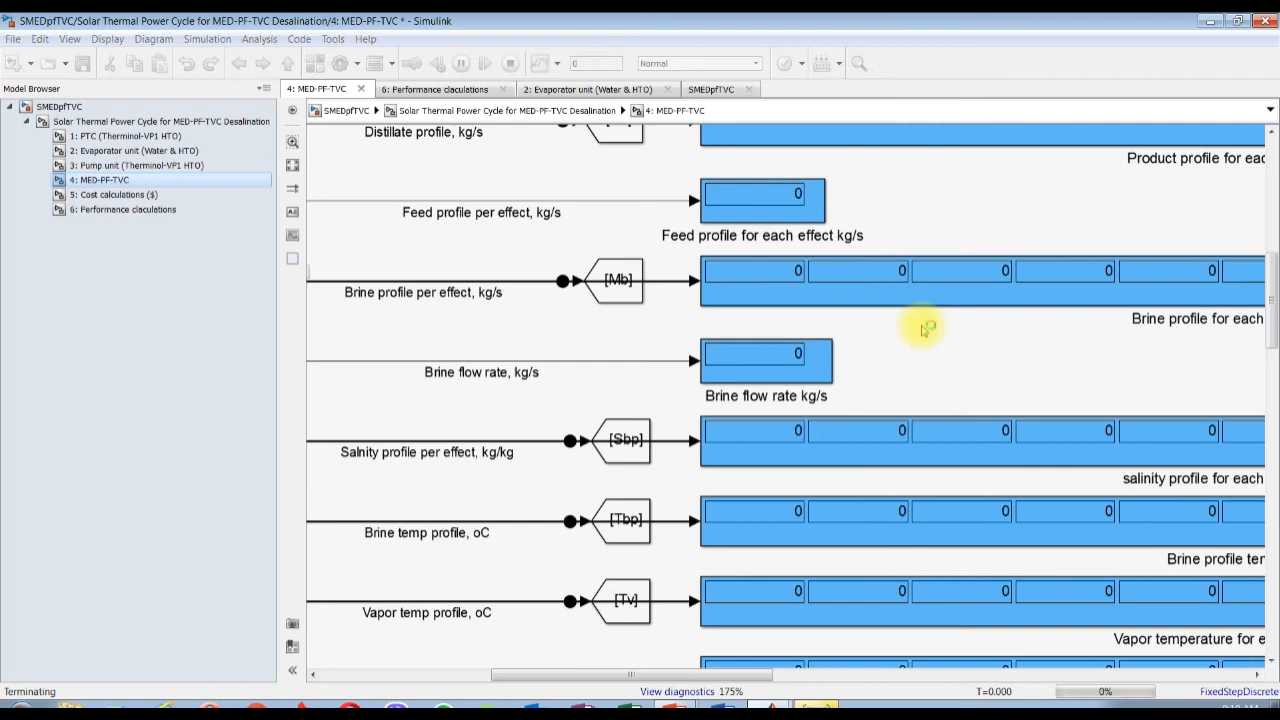 SMEDpfTVC/Solar Thermal Power Cycle for MED-PF-TVC Desalination/4: MED-PF-TVC * - Simulink
File Edit View Display Diagram Simulation Analysis Code Tools Help
0 Normal
Model Browser
4: MED-PF-TVC 6: Performance claculations 2: Evaporator unit (Water & HTO) SMEDpfTVC
SMEDpfTVC
Solar Thermal Power Cycle for MED-PF-TVC Desalination
1: PTC (Therminol-VP1 HTO)
2: Evaporator unit (Water & HTO)
3: Pump unit (Therminol-VP1 HTO)
4: MED-PF-TVC
5: Cost calculations ($)
6: Performance claculations
SMEDpfTVC Solar Thermal Power Cycle for MED-PF-TVC Desalination 4: MED-PF-TVC
Distillate profile, kg/s
Product profile for eac
0
Feed profile per effect, kg/s
Feed profile for each effect kg/s
[Mb] 0 0 0 0 0
Brine profile per effect, kg/s
Brine profile for each
0
Brine flow rate, kg/s
Brine flow rate kg/s
[Sbp] 0 0 0 0 0
Salnity profile per effect, kg/kg
salinity profile for each
[Tbp] 0 0 0 0 0
Brine temp profile, oC
Brine profile ter
[Tv] 0 0 0 0 0
Vapor temp profile, oC
Vapor temperature for e
Terminating View diagnostics 175% T=0.000 0% FixedStepDiscrete